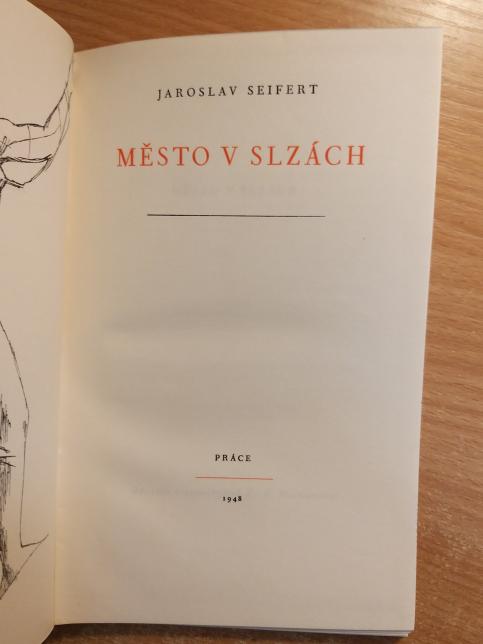 JAROSLAV SEIFERT
MĚSTO V SLZÁCH
PRÁCE
1948